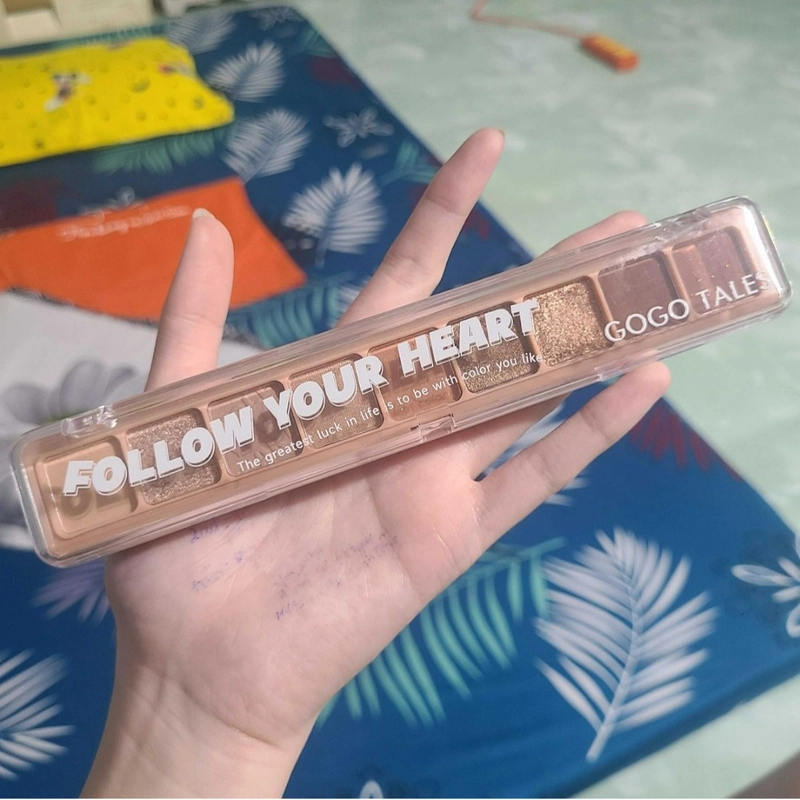 FOLLOW YOUR HEART
The greatest luck in life is to be with color you like
GOGO TALES